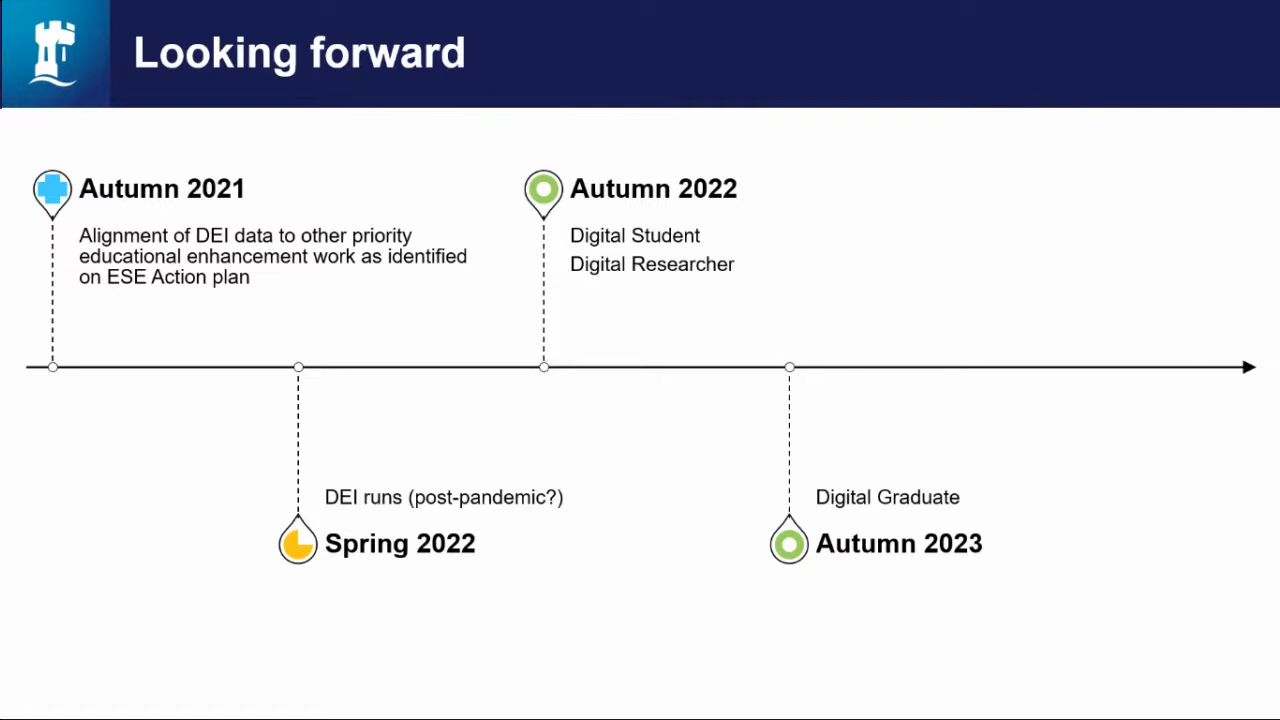 Looking forward
Autumn 2021
Alignment of DEI data to other priority
educational enhancement work as identified
on ESE Action plan
Autumn 2022
Digital Student
Digital Researcher
DEI runs (post-pandemic?)
Spring 2022
Digital Graduate
Autumn 2023